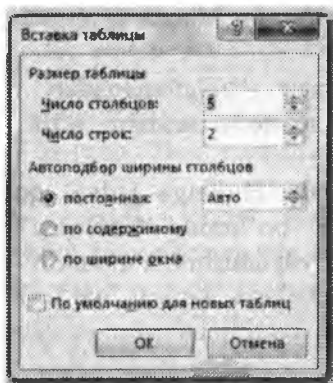 Вставка таблицы
Размер таблицы
Число столбцов: 5
Число строк: 2
Автоподбор ширины столбцов
постоянная: Авто
по содержимому
по ширине окна
По умолчанию для новых таблиц
ОК Отмена